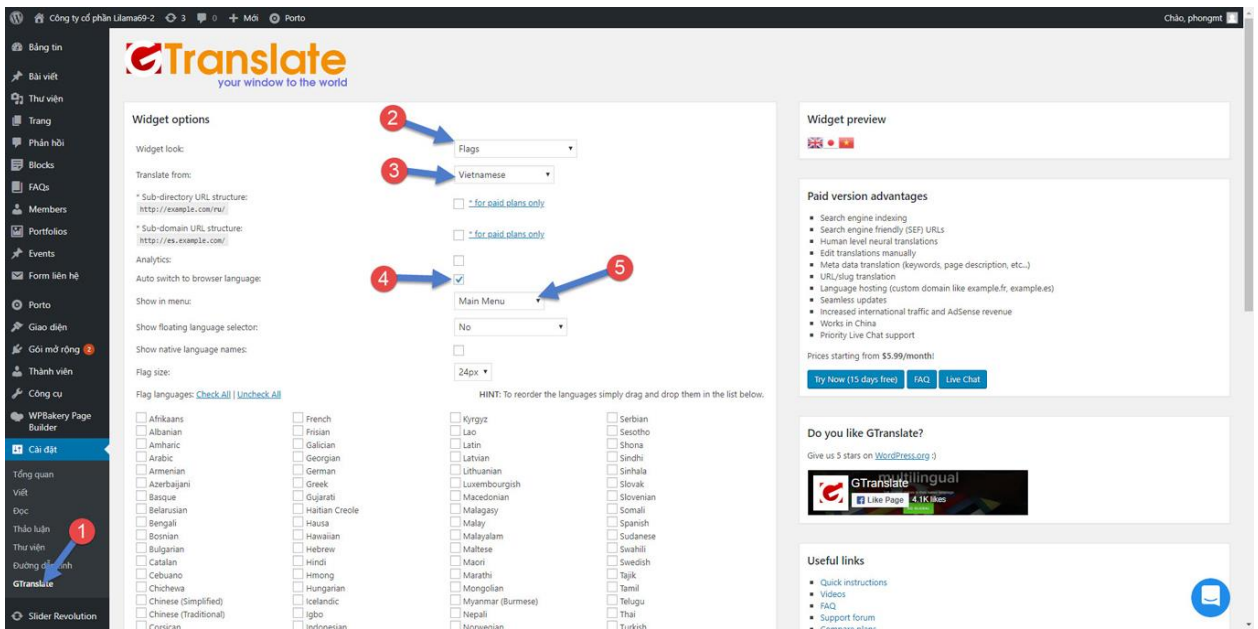 Công ty cổ phần Lilama69-2 3 0 + Mới Porto
Chào, phongmt
Bảng tin
Bài viết
Thư viện
Trang
Phản hồi
Blocks
FAQs
Members
Portfolios
Events
Form liên hệ
Porto
Giao diện
Gói mở rộng 2
Thành viên
Công cụ
WPBakery Page
Builder
Cài đặt
Tổng quan
Viết
Đọc
Thảo luận
Thư viện
1
GTranslate
Slider Revolution
GTranslate
your window to the world
Widget options
2
Widget look: Flags
3
Translate from: Vietnamese
* Sub-directory URL structure:
http://example.com/ru/
* for paid plans only
* Sub-domain URL structure:
http://es.example.com/
* for paid plans only
Analytics:
Auto switch to browser language:
4
5
Show in menu: Main Menu
Show floating language selector: No
Show native language names:
Flag size: 24px
Flag languages: Check All | Uncheck All
HINT: To reorder the languages simply drag and drop them in the list below.
Afrikaans
Albanian
Amharic
Arabic
Armenian
Azerbaijani
Basque
Belarusian
Bengali
Bosnian
Bulgarian
Catalan
Cebuano
Chichewa
Chinese (Simplified)
Chinese (Traditional)
Corsican
French
Frisian
Galician
Georgian
German
Greek
Gujarati
Haitian Creole
Hausa
Hawaiian
Hebrew
Hindi
Hmong
Hungarian
Icelandic
Igbo
Indonesian
Kyrgyz
Lao
Latin
Latvian
Lithuanian
Luxembourgish
Macedonian
Malagasy
Malay
Malayalam
Maltese
Maori
Marathi
Mongolian
Myanmar (Burmese)
Nepali
Norwegian
Serbian
Sesotho
Shona
Sindhi
Sinhala
Slovak
Slovenian
Somali
Spanish
Sudanese
Swahili
Swedish
Tajik
Tamil
Telugu
Thai
Turkish
Widget preview
Paid version advantages
Search engine indexing
Search engine friendly (SEF) URLs
Human level neural translations
Edit translations manually
Meta data translation (keywords, page description, etc...)
URL/slug translation
Language hosting (custom domain like example.fr, example.es)
Seamless updates
Increased international traffic and AdSense revenue
Works in China
Priority Live Chat support
Prices starting from $5.99/month!
Try Now (15 days free) FAQ Live Chat
Do you like GTranslate?
Give us 5 stars on WordPress.org :)
multilingual
GTranslate
Like Page 4.1K likes
Useful links
Quick instructions
Videos
FAQ
Support forum
Compare plans